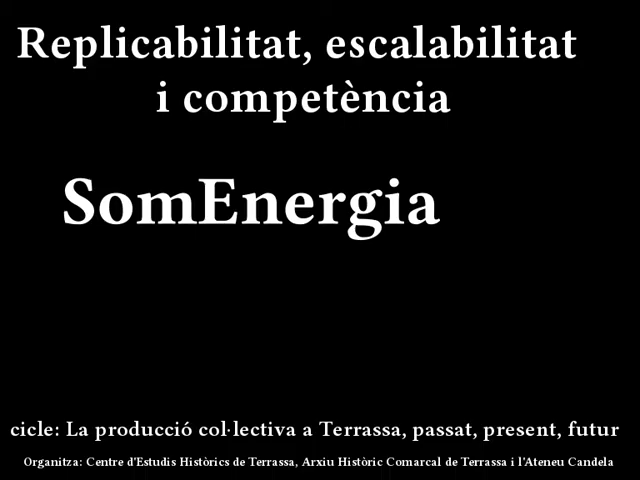 Replicabilitat, escalabilitat
i competència
SomEnergia
cicle: La producció col·lectiva a Terrassa, passat, present, futur
Organitza: Centre d'Estudis Històrics de Terrassa, Arxiu Històric Comarcal de Terrassa i l'Ateneu Candela